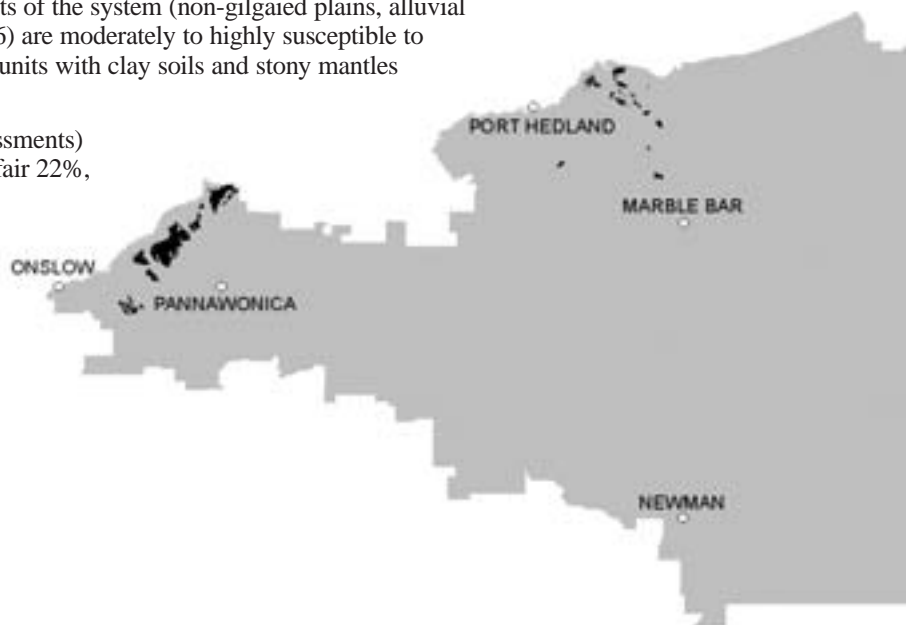 ts of the system (non-gilgaied plains, alluvial
6) are moderately to highly susceptible to
units with clay soils and stony mantles
ssments)
fair 22%,
PORT HEDLAND
MARBLE BAR
ONSLOW
PANNAWONICA
NEWMAN